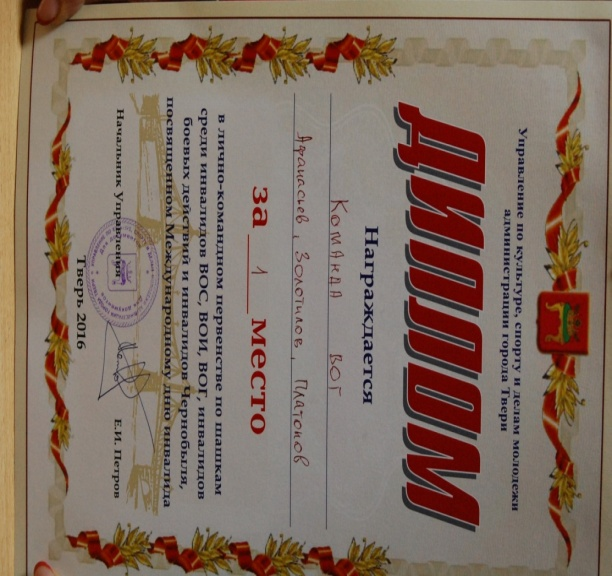 Управление по культуре, спорту и делам молодежи
администрации города Твери
ДИПЛОМ
Награждается
Команда ВОГ
Афанасьев, Золотилов, Платонов
за 1 место
в лично-командном первенстве по шашкам
среди инвалидов ВОС, ВОИ, ВОГ, инвалидов
боевых действий и инвалидов Чернобыля,
посвященном Международному дню инвалида
Начальник Управления Е.И. Петров
Тверь 2016